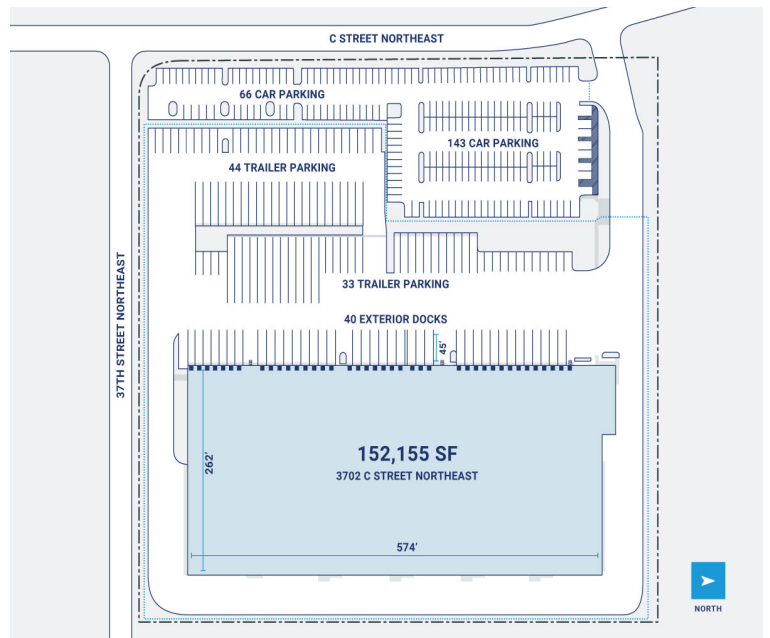 C STREET NORTHEAST
66 CAR PARKING
143 CAR PARKING
44 TRAILER PARKING
37TH STREET NORTHEAST
33 TRAILER PARKING
40 EXTERIOR DOCKS
45'
152,155 SF
3702 C STREET NORTHEAST
262'
574'
NORTH